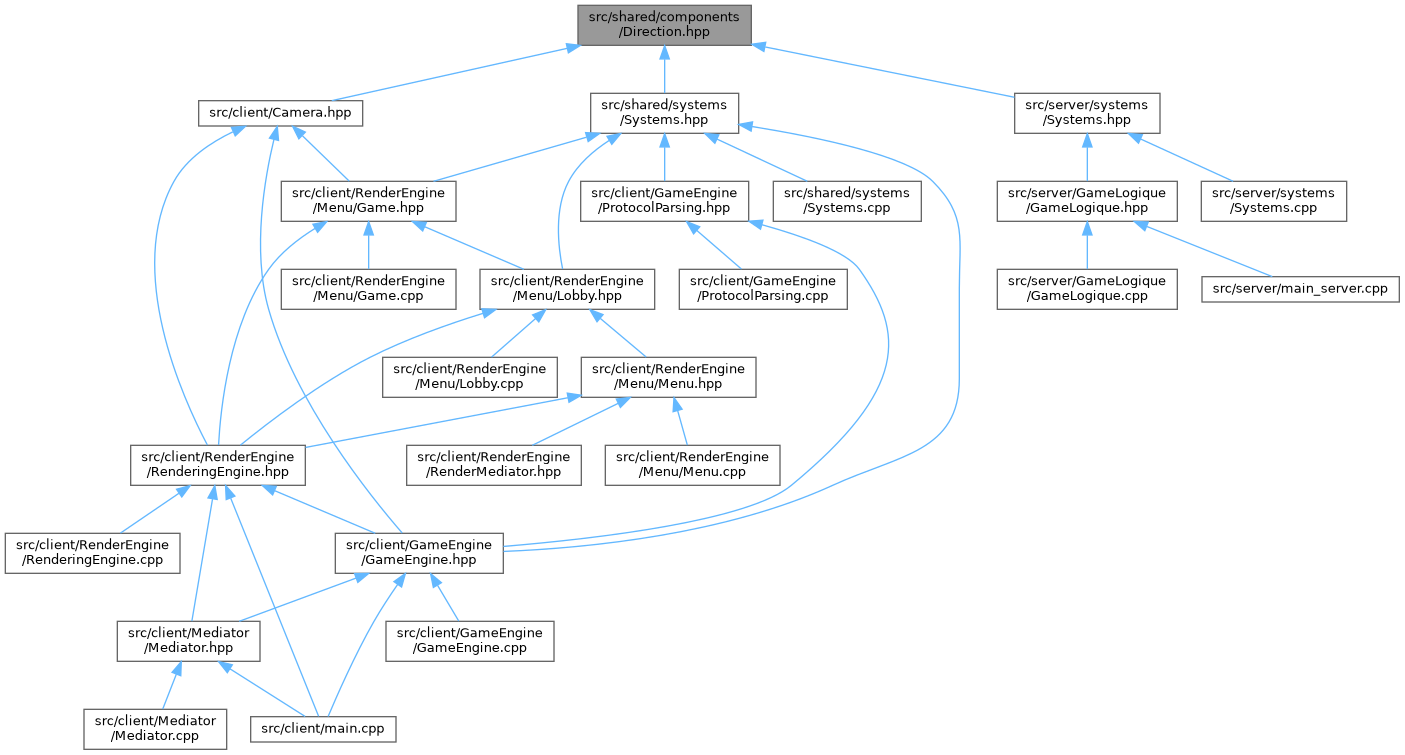 src/shared/components
/Direction.hpp
src/client/Camera.hpp
src/shared/systems
/Systems.hpp
src/server/systems
/Systems.hpp
src/client/RenderEngine
/Menu/Game.hpp
src/client/GameEngine
/ProtocolParsing.hpp
src/shared/systems
/Systems.cpp
src/server/GameLogique
/GameLogique.hpp
src/server/systems
/Systems.cpp
src/client/RenderEngine
/Menu/Game.cpp
src/client/RenderEngine
/Menu/Lobby.hpp
src/client/GameEngine
/ProtocolParsing.cpp
src/server/GameLogique
/GameLogique.cpp
src/server/main_server.cpp
src/client/RenderEngine
/Menu/Lobby.cpp
src/client/RenderEngine
/Menu/Menu.hpp
src/client/RenderEngine
/RenderingEngine.hpp
src/client/RenderEngine
/RenderMediator.hpp
src/client/RenderEngine
/Menu/Menu.cpp
src/client/RenderEngine
/RenderingEngine.cpp
src/client/GameEngine
/GameEngine.hpp
src/client/Mediator
/Mediator.hpp
src/client/GameEngine
/GameEngine.cpp
src/client/Mediator
/Mediator.cpp
src/client/main.cpp